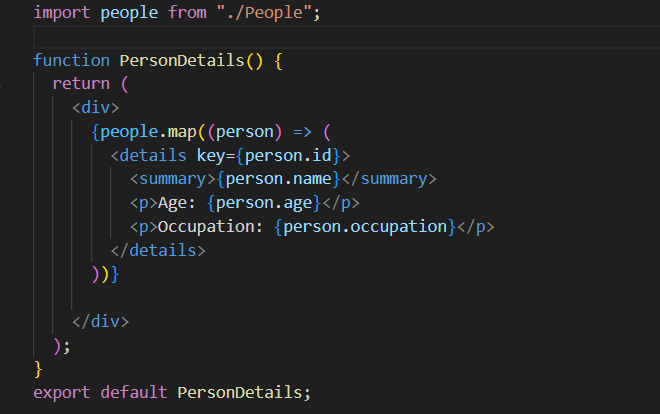 import people from "./People";
function PersonDetails() {
return (
<div>
{people.map((person) => (
<details key={person.id}>
<summary>{person.name}</summary>
<p>Age: {person.age}</p>
<p>Occupation: {person.occupation}</p>
</details>
))}
</div>
);
}
export default PersonDetails;